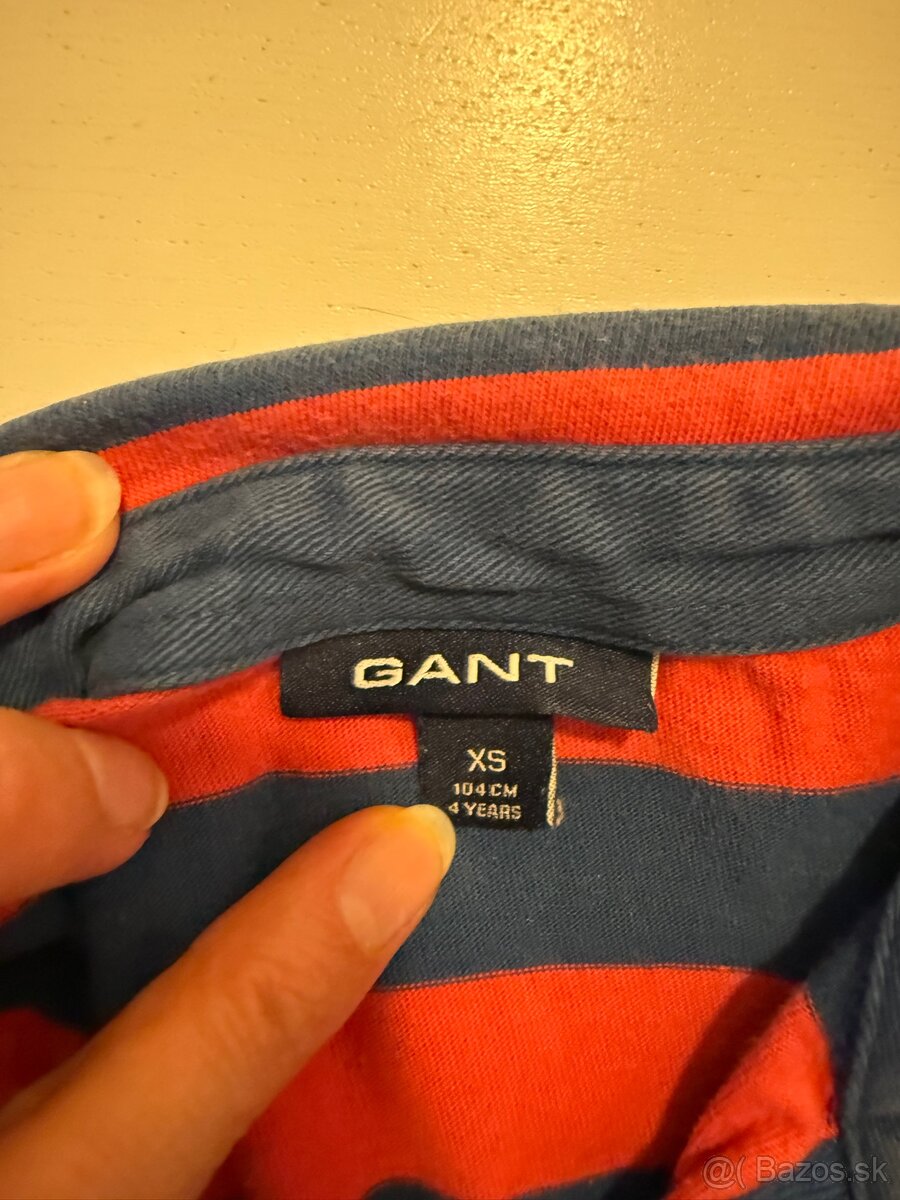 GANT
XS
104 CM
4 YEARS
@( Bazos.sk